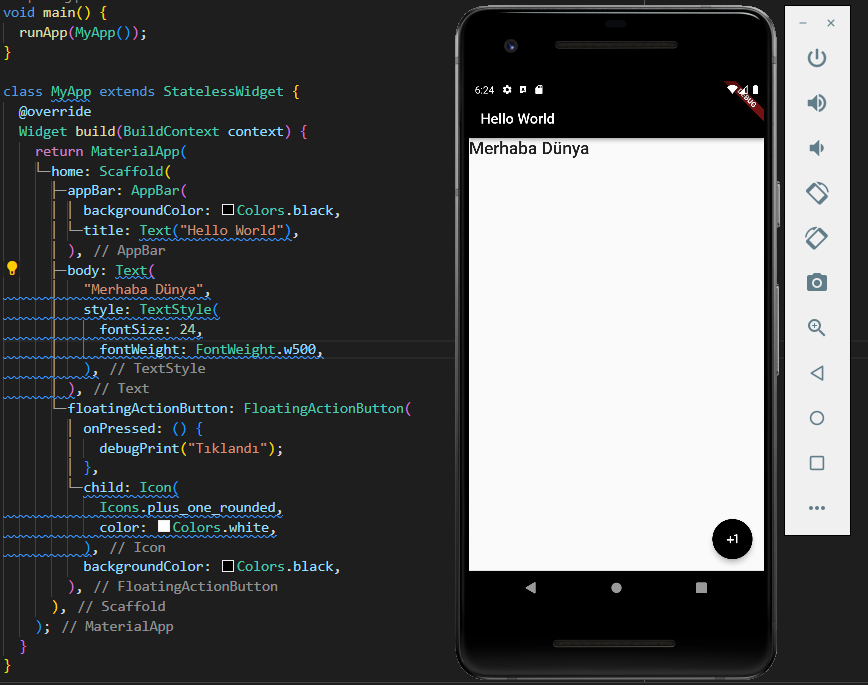 void main() {
runApp(MyApp());
}
class MyApp extends StatelessWidget {
@override
Widget build(BuildContext context) {
return MaterialApp(
home: Scaffold(
appBar: AppBar(
backgroundColor: Colors.black,
title: Text("Hello World"),
), // AppBar
body: Text(
"Merhaba Dünya",
style: TextStyle(
fontSize: 24,
fontWeight: FontWeight.w500,
), // TextStyle
), // Text
floatingActionButton: FloatingActionButton(
onPressed: () {
debugPrint("Tıklandı");
},
child: Icon(
Icons.plus_one_rounded,
color: Colors.white,
), // Icon
backgroundColor: Colors.black,
), // FloatingActionButton
), // Scaffold
); // MaterialApp
}
}
6:24
DEBUG
Hello World
Merhaba Dünya
+1